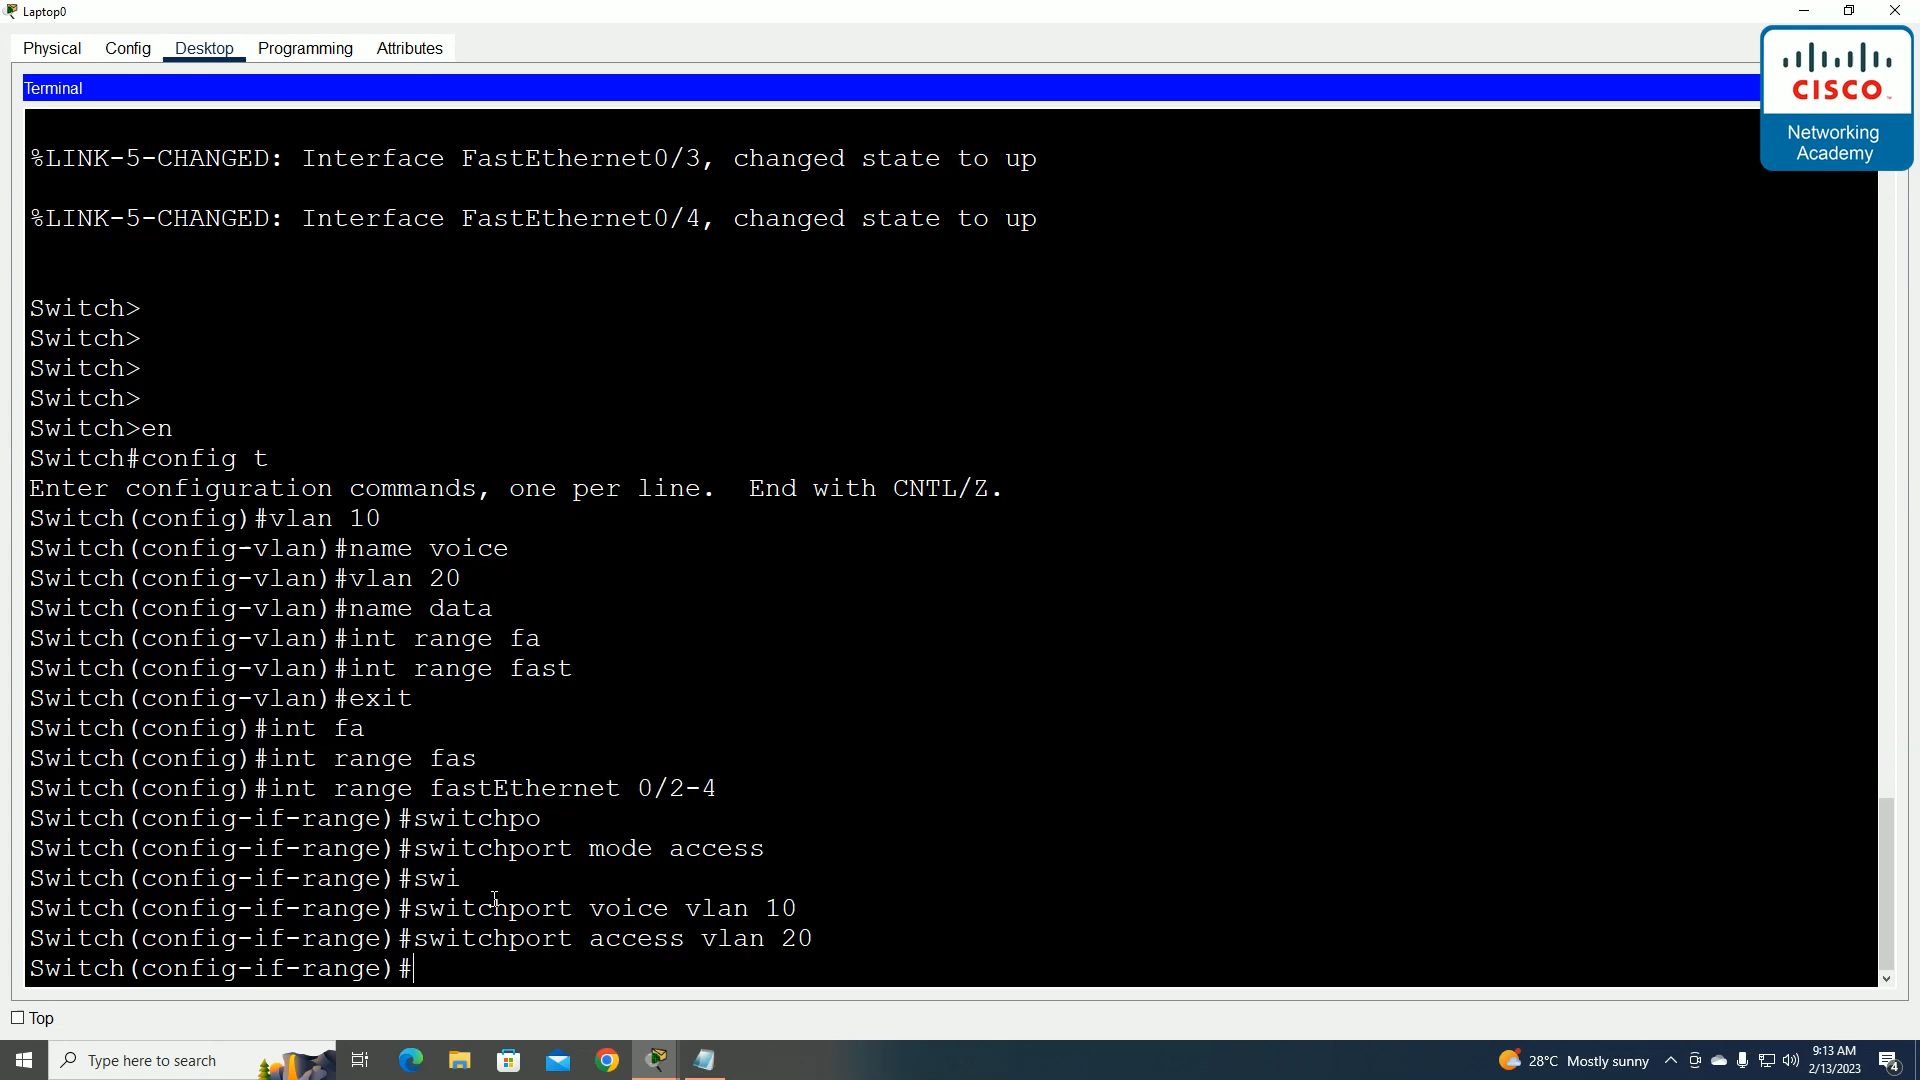 Laptop0
Physical Config Desktop Programming Attributes
CISCO
Networking
Academy
Terminal
%LINK-5-CHANGED: Interface FastEthernet0/3, changed state to up
%LINK-5-CHANGED: Interface FastEthernet0/4, changed state to up
Switch>
Switch>
Switch>
Switch>
Switch>en
Switch#config t
Enter configuration commands, one per line.  End with CNTL/Z.
Switch(config)#vlan 10
Switch(config-vlan)#name voice
Switch(config-vlan)#vlan 20
Switch(config-vlan)#name data
Switch(config-vlan)#int range fa
Switch(config-vlan)#int range fast
Switch(config-vlan)#exit
Switch(config)#int fa
Switch(config)#int range fas
Switch(config)#int range fastEthernet 0/2-4
Switch(config-if-range)#switchpo
Switch(config-if-range)#switchport mode access
Switch(config-if-range)#swi
Switch(config-if-range)#switchport voice vlan 10
Switch(config-if-range)#switchport access vlan 20
Switch(config-if-range)#
Top
Type here to search
28°C Mostly sunny
9:13 AM
2/13/2023
4